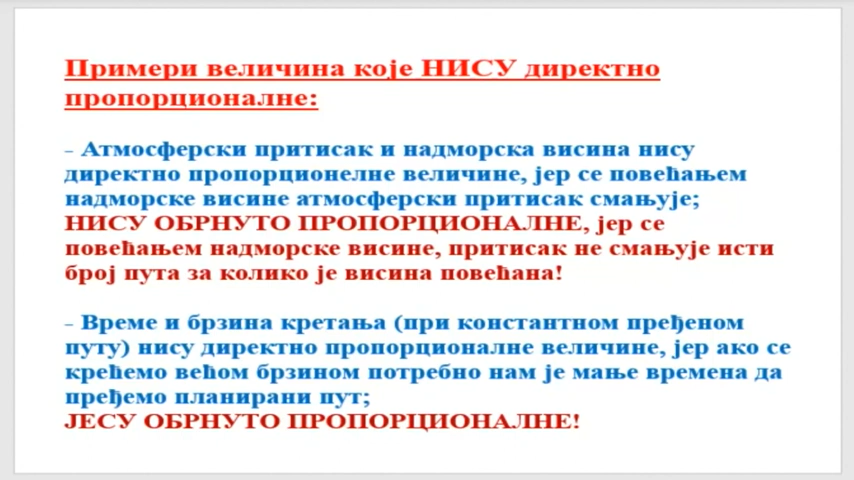 Примери величина које НИСУ директно
пропорционалне:
– Атмосферски притисак и надморска висина нису
директно пропорционелне величине, јер се повећањем
надморске висине атмосферски притисак смањује;
НИСУ ОБРНУТО ПРОПОРЦИОНАЛНЕ, јер се
повећањем надморске висине, притисак не смањује исти
број пута за колико је висина повећана!
– Време и брзина кретања (при константном пређеном
путу) нису директно пропорционалне величине, јер ако се
крећемо већом брзином потребно нам је мање времена да
пређемо планирани пут;
ЈЕСУ ОБРНУТО ПРОПОРЦИОНАЛНЕ!